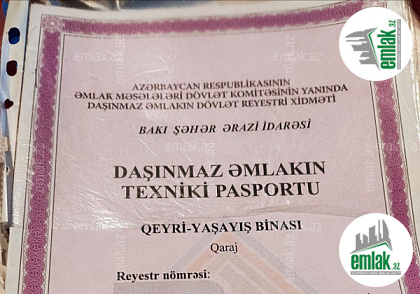 AZƏRBAYCAN RESPUBLİKASININ
ƏMLAK MƏSƏLƏLƏRİ DÖVLƏT KOMİTƏSİNİN YANINDA
DAŞINMAZ ƏMLAKIN DÖVLƏT REYESTRİ XİDMƏTİ
BAKI ŞƏHƏR ƏRAZİ İDARƏSİ
DAŞINMAZ ƏMLAKIN
TEXNİKİ PASPORTU
QEYRİ-YAŞAYIŞ BİNASI
Qaraj
Reyestr nömrəsi:
emlak.az
emlak.az